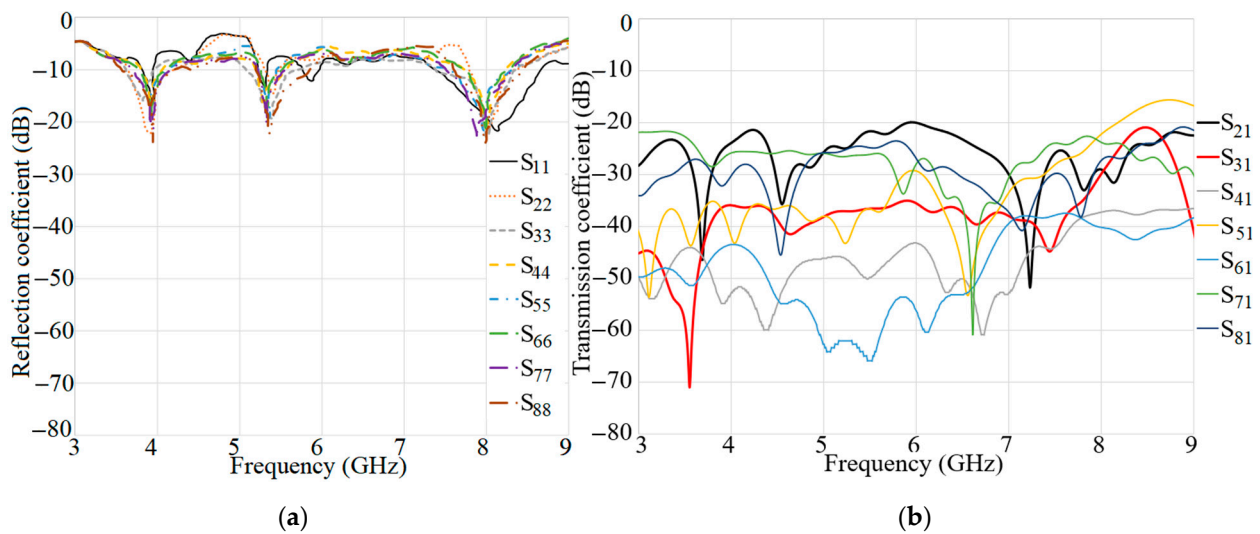 0
−10
−20
−30
−40
−50
−60
−70
−80
Reflection coefficient (dB)
3 4 5 6 7 8 9
Frequency (GHz)
S11
S22
S33
S44
S55
S66
S77
S88
(a)
0
−10
−20
−30
−40
−50
−60
−70
−80
Transmission coefficient (dB)
3 4 5 6 7 8 9
Frequency (GHz)
S21
S31
S41
S51
S61
S71
S81
(b)